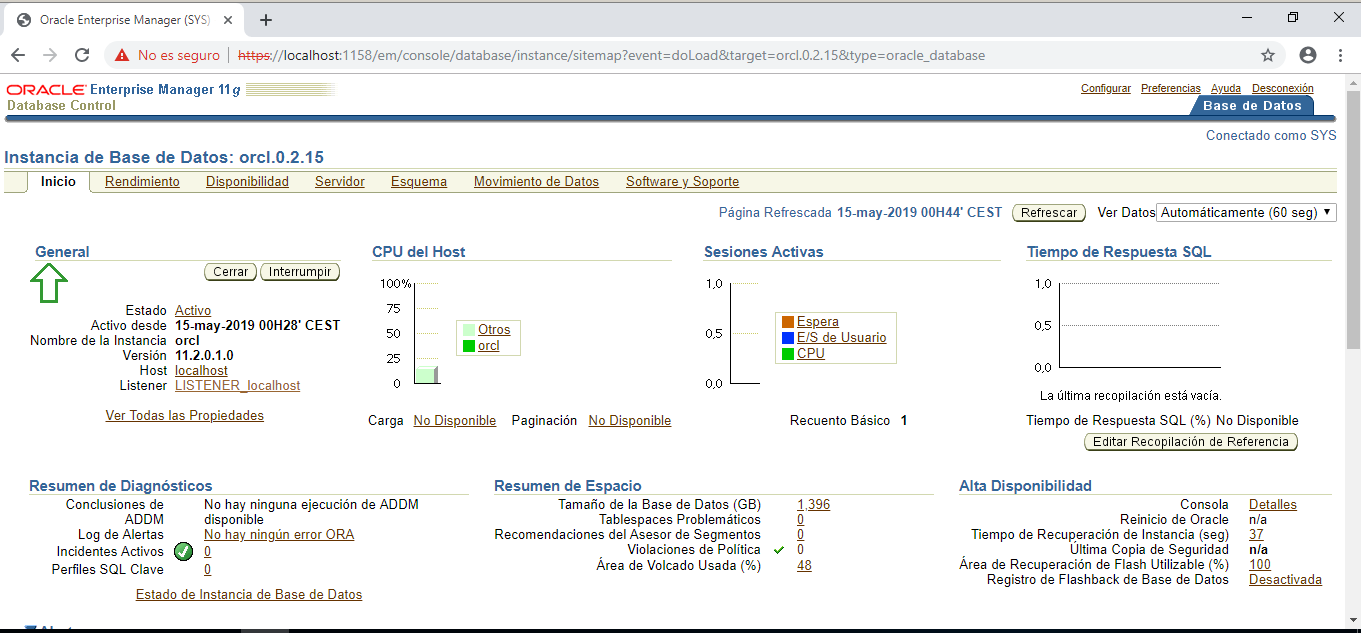 Oracle Enterprise Manager (SYS)
No es seguro https://localhost:1158/em/console/database/instance/sitemap?event=doLoad&target=orcl.0.2.15&type=oracle_database
ORACLE Enterprise Manager 11g
Database Control
Configurar Preferencias Ayuda Desconexión
Base de Datos
Conectado como SYS
Instancia de Base de Datos: orcl.0.2.15
Inicio Rendimiento Disponibilidad Servidor Esquema Movimiento de Datos Software y Soporte
Página Refrescada 15-may-2019 00H44' CEST Refrescar Ver Datos Automáticamente (60 seg)
General
Cerrar Interrumpir
Estado Activo
Activo desde 15-may-2019 00H28' CEST
Nombre de la Instancia orcl
Versión 11.2.0.1.0
Host localhost
Listener LISTENER_localhost
Ver Todas las Propiedades
CPU del Host
100%
75
50
25
0
Otros
orcl
Carga No Disponible Paginación No Disponible
Sesiones Activas
1,0
0,5
0,0
Espera
E/S de Usuario
CPU
Recuento Básico 1
Tiempo de Respuesta SQL
1,0
0,5
0,0
La última recopilación está vacía.
Tiempo de Respuesta SQL (%) No Disponible
Editar Recopilación de Referencia
Resumen de Diagnósticos
Conclusiones de ADDM No hay ninguna ejecución de ADDM disponible
Log de Alertas No hay ningún error ORA
Incidentes Activos 0
Perfiles SQL Clave 0
Estado de Instancia de Base de Datos
Resumen de Espacio
Tamaño de la Base de Datos (GB) 1,396
Tablespaces Problemáticos 0
Recomendaciones del Asesor de Segmentos 0
Violaciones de Política 0
Área de Volcado Usada (%) 48
Alta Disponibilidad
Consola Detalles
Reinicio de Oracle n/a
Tiempo de Recuperación de Instancia (seg) 37
Última Copia de Seguridad n/a
Área de Recuperación de Flash Utilizable (%) 100
Registro de Flashback de Base de Datos Desactivada